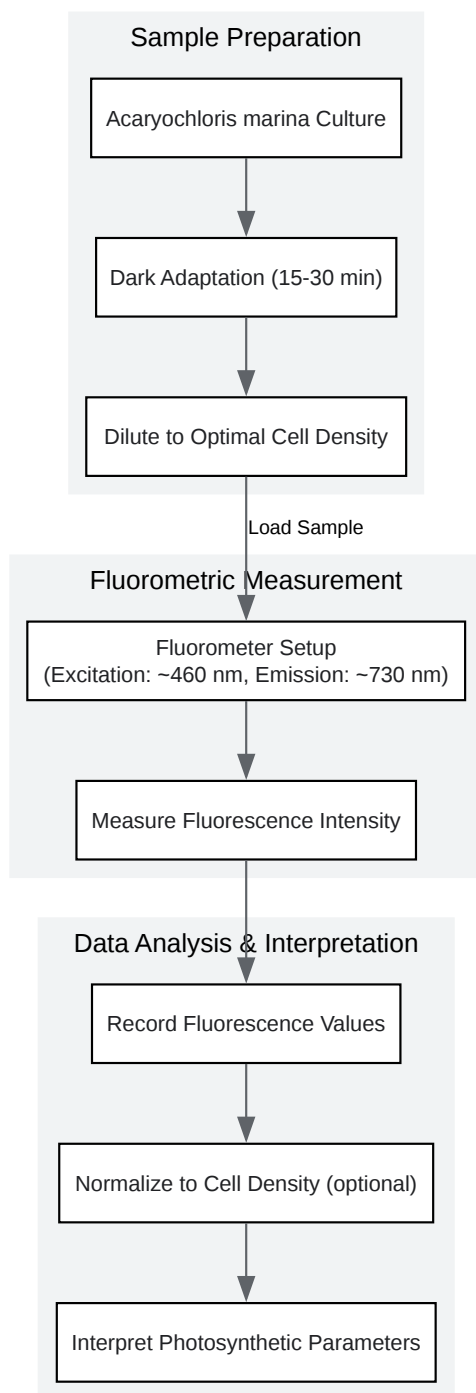 Sample Preparation
Acaryochloris marina Culture
Dark Adaptation (15-30 min)
Dilute to Optimal Cell Density
Load Sample
Fluorometric Measurement
Fluorometer Setup
(Excitation: ~460 nm, Emission: ~730 nm)
Measure Fluorescence Intensity
Data Analysis & Interpretation
Record Fluorescence Values
Normalize to Cell Density (optional)
Interpret Photosynthetic Parameters